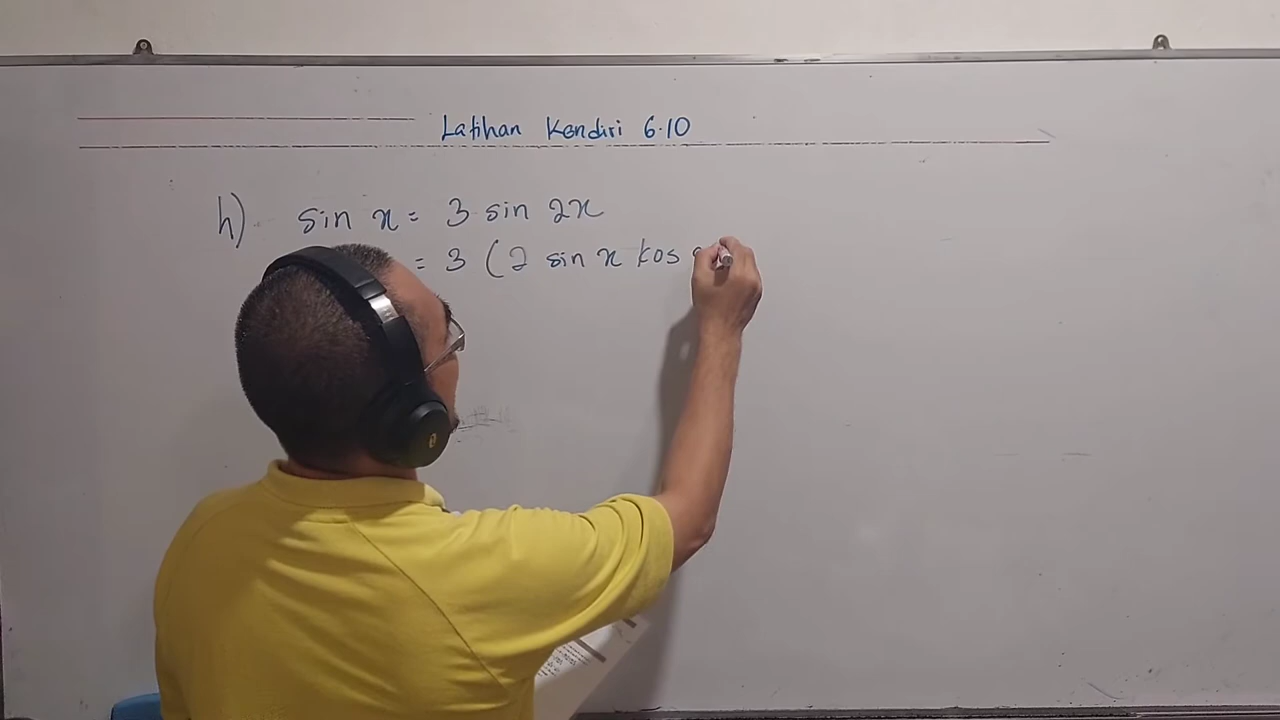 Latihan Kendiri 6.10
h) sin x = 3 sin 2x
= 3 (2 sin x kos